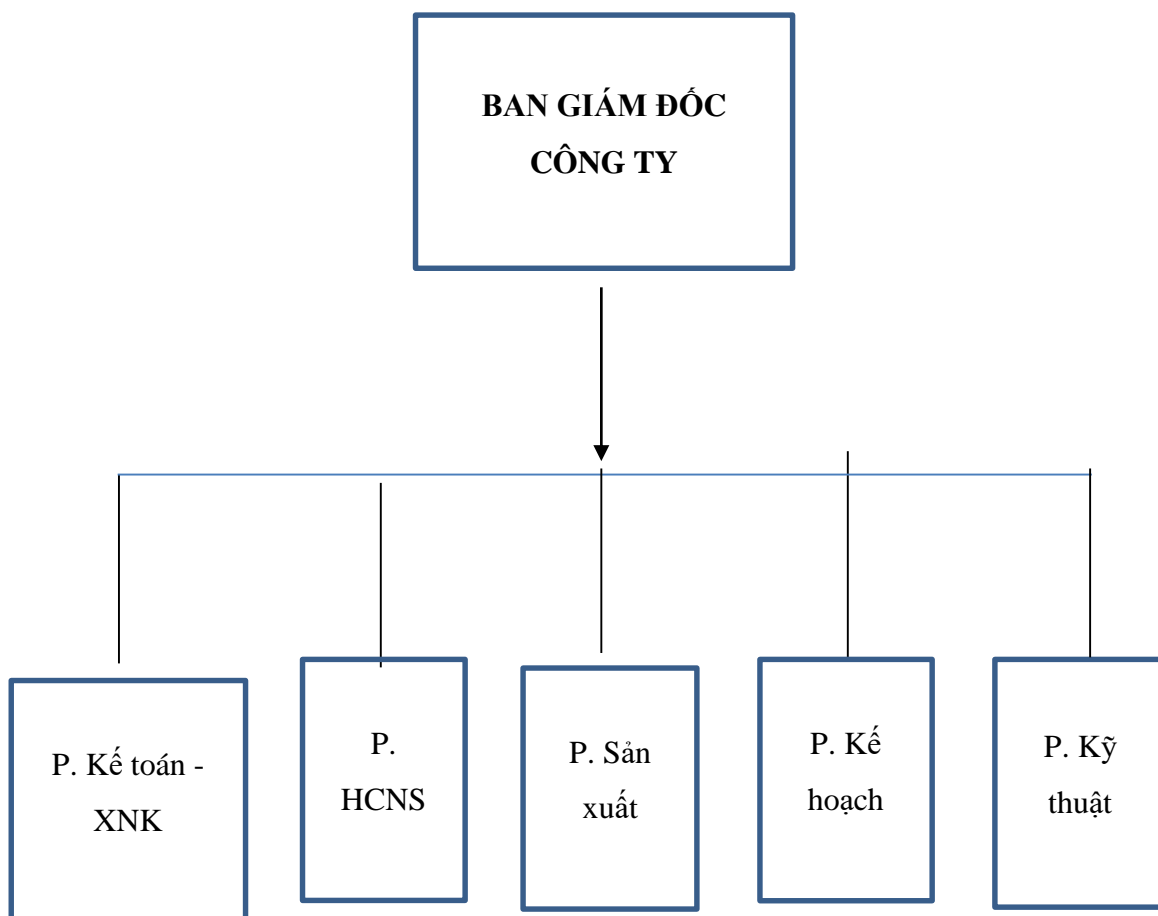 BAN GIÁM ĐỐC
CÔNG TY
P. Kế toán -
XNK
P.
HCNS
P. Sản
xuất
P. Kế
hoạch
P. Kỹ
thuật